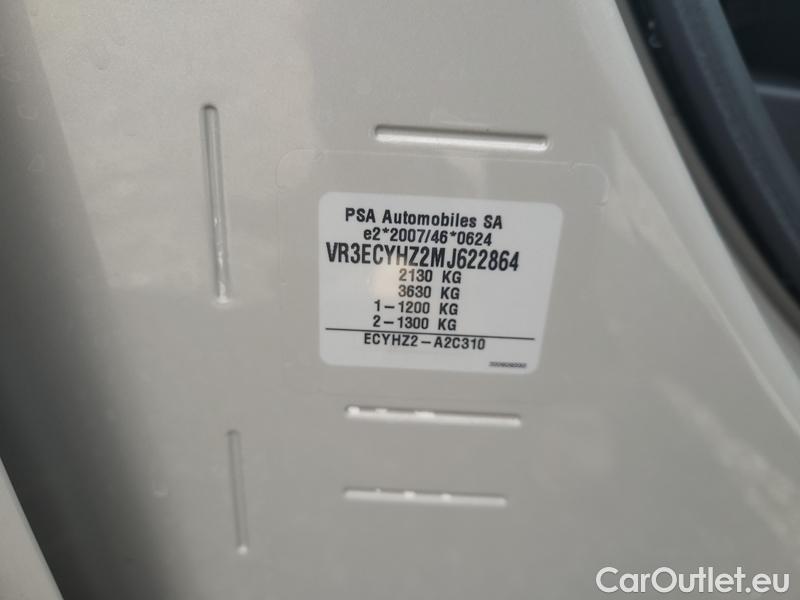 PSA Automobiles SA
e2*2007/46*0624
VR3ECYHZ2MJ622864
2130 KG
3630 KG
1-1200 KG
2-1300 KG
ECYHZ2-A2C310
CarOutlet.eu